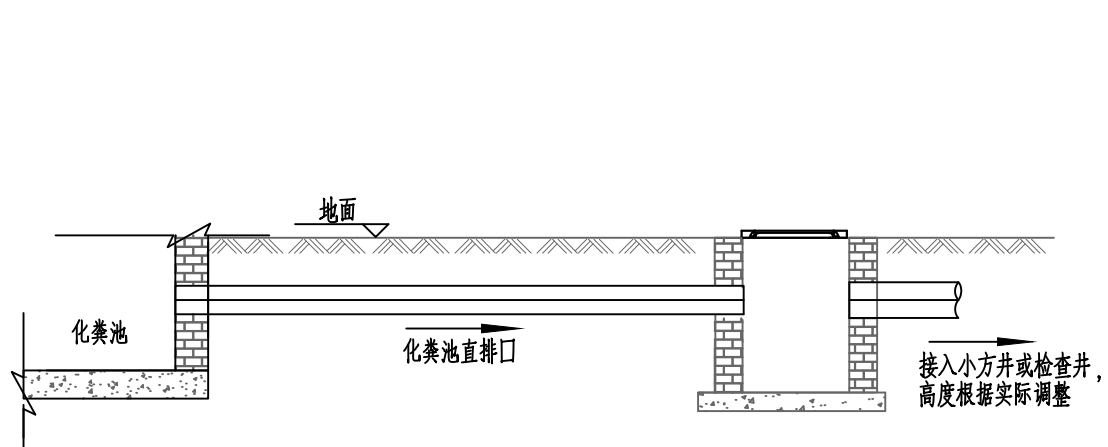 地面
化粪池
化粪池直排口
接入小方井或检查井，
高度根据实际调整